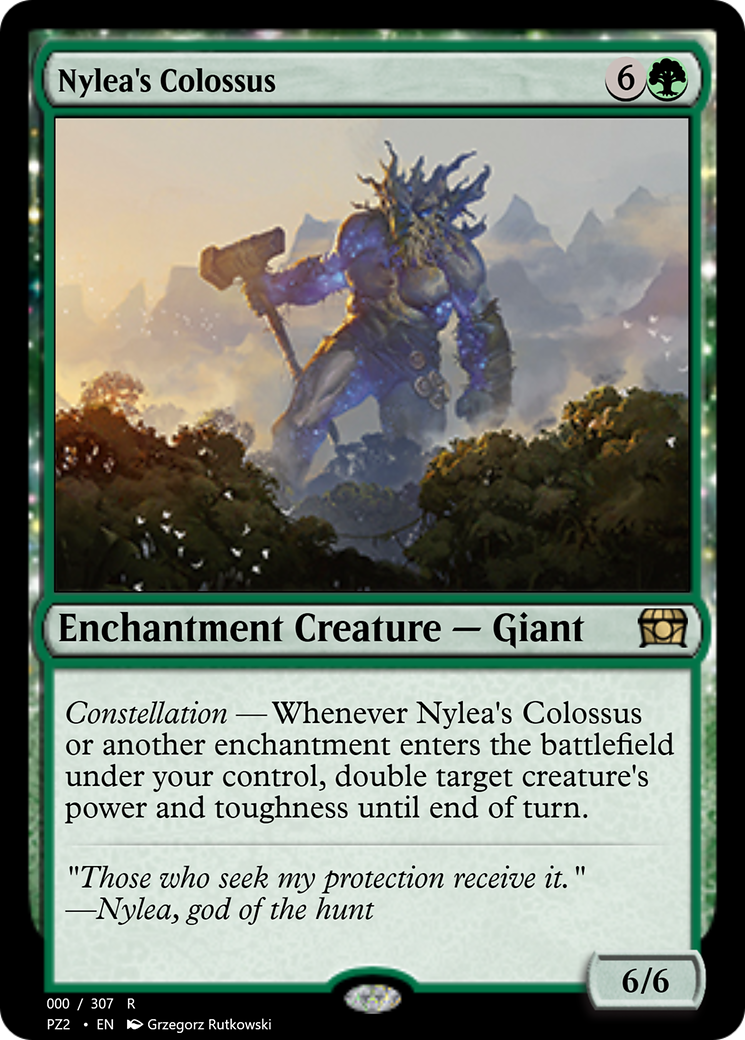 Nylea's Colossus 6
Enchantment Creature — Giant
Constellation — Whenever Nylea's Colossus
or another enchantment enters the battlefield
under your control, double target creature's
power and toughness until end of turn.
"Those who seek my protection receive it."
—Nylea, god of the hunt
6/6
000 / 307 R
PZ2 • EN Grzegorz Rutkowski